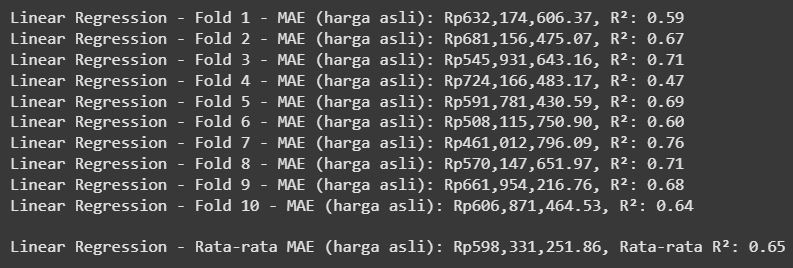 Linear Regression - Fold 1 - MAE (harga asli): Rp632,174,606.37, R²: 0.59
Linear Regression - Fold 2 - MAE (harga asli): Rp681,156,475.07, R²: 0.67
Linear Regression - Fold 3 - MAE (harga asli): Rp545,931,643.16, R²: 0.71
Linear Regression - Fold 4 - MAE (harga asli): Rp724,166,483.17, R²: 0.47
Linear Regression - Fold 5 - MAE (harga asli): Rp591,781,430.59, R²: 0.69
Linear Regression - Fold 6 - MAE (harga asli): Rp508,115,750.90, R²: 0.60
Linear Regression - Fold 7 - MAE (harga asli): Rp461,012,796.09, R²: 0.76
Linear Regression - Fold 8 - MAE (harga asli): Rp570,147,651.97, R²: 0.71
Linear Regression - Fold 9 - MAE (harga asli): Rp661,954,216.76, R²: 0.68
Linear Regression - Fold 10 - MAE (harga asli): Rp606,871,464.53, R²: 0.64
Linear Regression - Rata-rata MAE (harga asli): Rp598,331,251.86, Rata-rata R²: 0.65